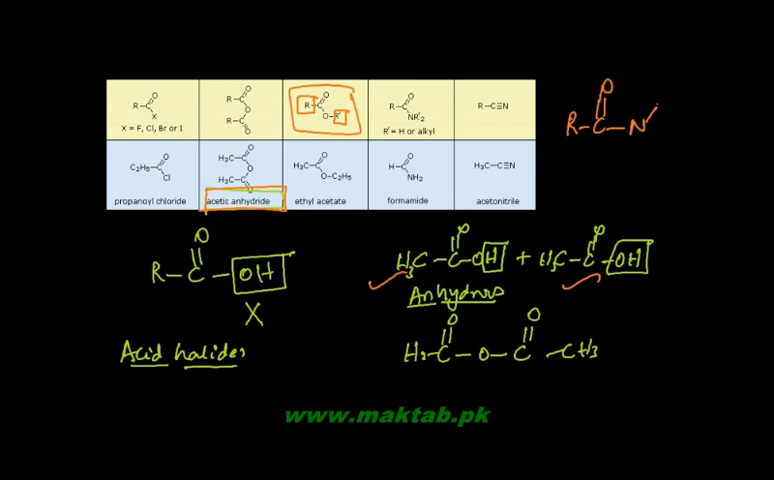 R–C(=O)–X
X = F, Cl, Br or I
R–C(=O)–O–C(=O)–R
R–C(=O)–O–R'
R–C(=O)–NR'₂
R'= H or alkyl
R–C≡N
C₂H₅–C(=O)–Cl
propanoyl chloride
H₃C–C(=O)–O–C(=O)–H₃C
acetic anhydride
H₃C–C(=O)–O–C₂H₅
ethyl acetate
H–C(=O)–NH₂
formamide
H₃C–C≡N
acetonitrile
R–C(=O)–N
R–C(=O)–OH
X
Acid halides
H₃C–C(=O)–OH + H₃C–C(=O)–OH
Anhydrous
H₃–C(=O)–O–C(=O)–CH3
www.maktab.pk